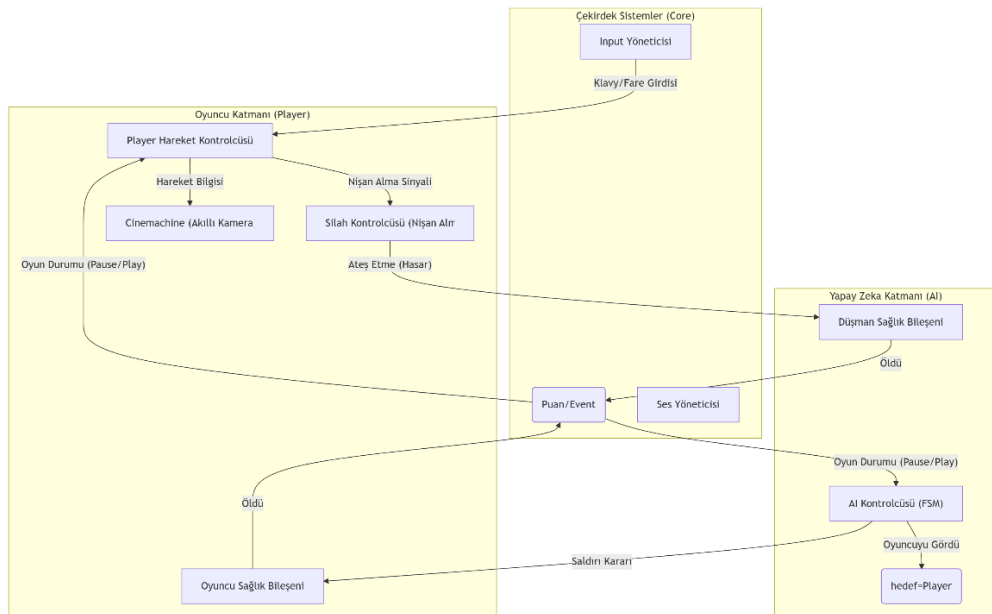 Çekirdek Sistemler (Core)
Input Yöneticisi
Klavy/Fare Girdisi
Oyuncu Katmanı (Player)
Player Hareket Kontrolcüsü
Hareket Bilgisi
Nişan Alma Sinyali
Cinemachine (Akıllı Kamera
Silah Kontrolcüsü (Nişan Alm
Oyun Durumu (Pause/Play)
Ateş Etme (Hasar)
Yapay Zeka Katmanı (AI)
Düşman Sağlık Bileşeni
Öldü
Puan/Event
Ses Yöneticisi
Oyun Durumu (Pause/Play)
Öldü
AI Kontrolcüsü (FSM)
Oyuncuyu Gördü
Saldırı Kararı
Oyuncu Sağlık Bileşeni
hedef=Player